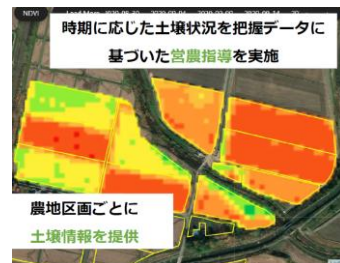 NDVI
時期に応じた土壌状況を把握データに
基づいた営農指導を実施
農地区画ごとに
土壌情報を提供